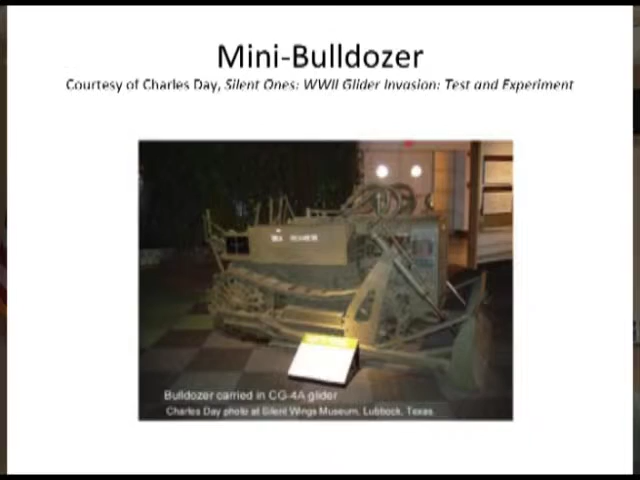 Mini-Bulldozer
Courtesy of Charles Day, Silent Ones: WWII Glider Invasion: Test and Experiment
Bulldozer carried in CG-4A glider
Charles Day photo at Silent Wings Museum, Lubbock, Texas